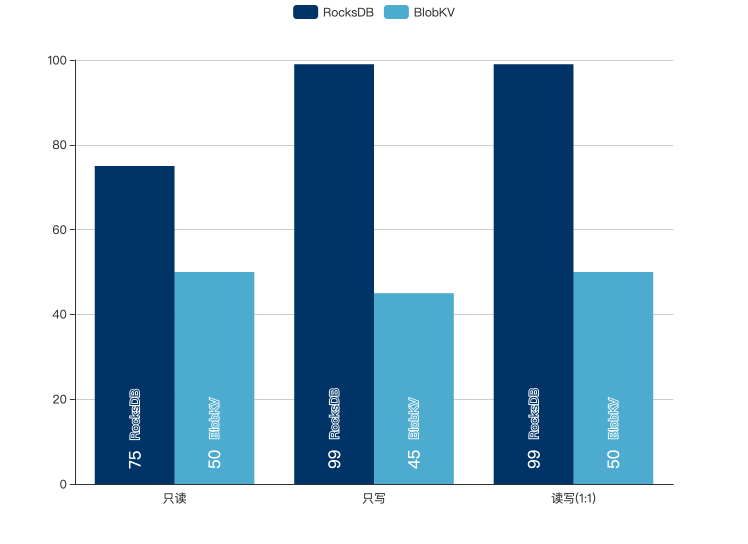 RocksDB BlobKV
100
80
60
40
20
0
75 RocksDB
50 BlobKV
99 RocksDB
45 BlobKV
99 RocksDB
50 BlobKV
只读 只写 读写(1:1)